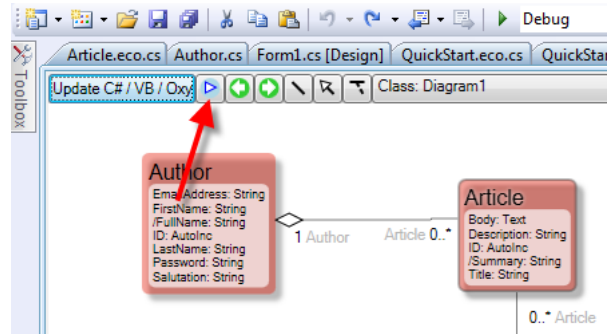 Debug
Article.eco.cs Author.cs Form1.cs [Design] QuickStart.eco.cs QuickStar
Toolbox
Update C# / VB / Oxy Class: Diagram1
Author
EmailAddress: String
FirstName: String
/FullName: String
ID: AutoInc
LastName: String
Password: String
Salutation: String
1 Author Article 0..*
Article
Body: Text
Description: String
ID: AutoInc
/Summary: String
Title: String
0..* Article